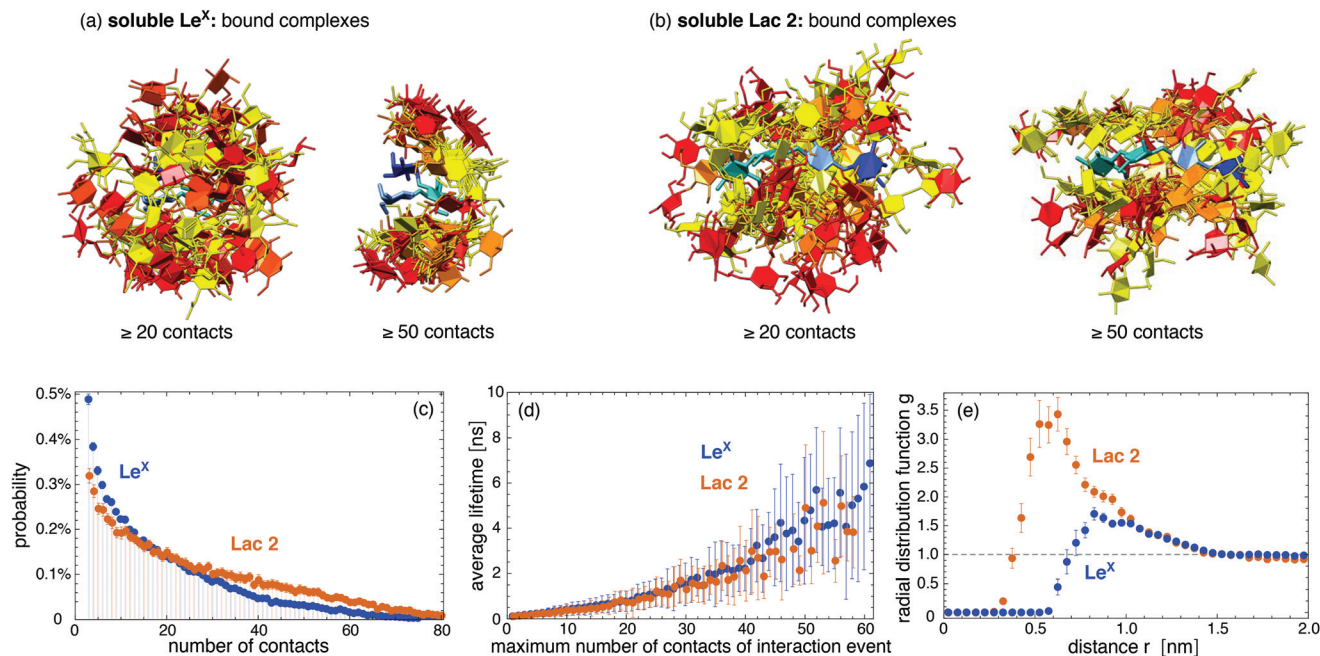 (a) soluble Leˣ: bound complexes
(b) soluble Lac 2: bound complexes
≥ 20 contacts
≥ 50 contacts
≥ 20 contacts
≥ 50 contacts
(c)
0.5%
0.4%
0.3%
0.2%
0.1%
0
probability
Leˣ
Lac 2
0 20 40 60 80
number of contacts
(d)
10
8
6
4
2
0
average lifetime [ns]
Leˣ
Lac 2
0 10 20 30 40 50 60
maximum number of contacts of interaction event
(e)
3.5
3.0
2.5
2.0
1.5
1.0
0.5
0
radial distribution function g
Lac 2
Leˣ
0 0.5 1.0 1.5 2.0
distance r [nm]